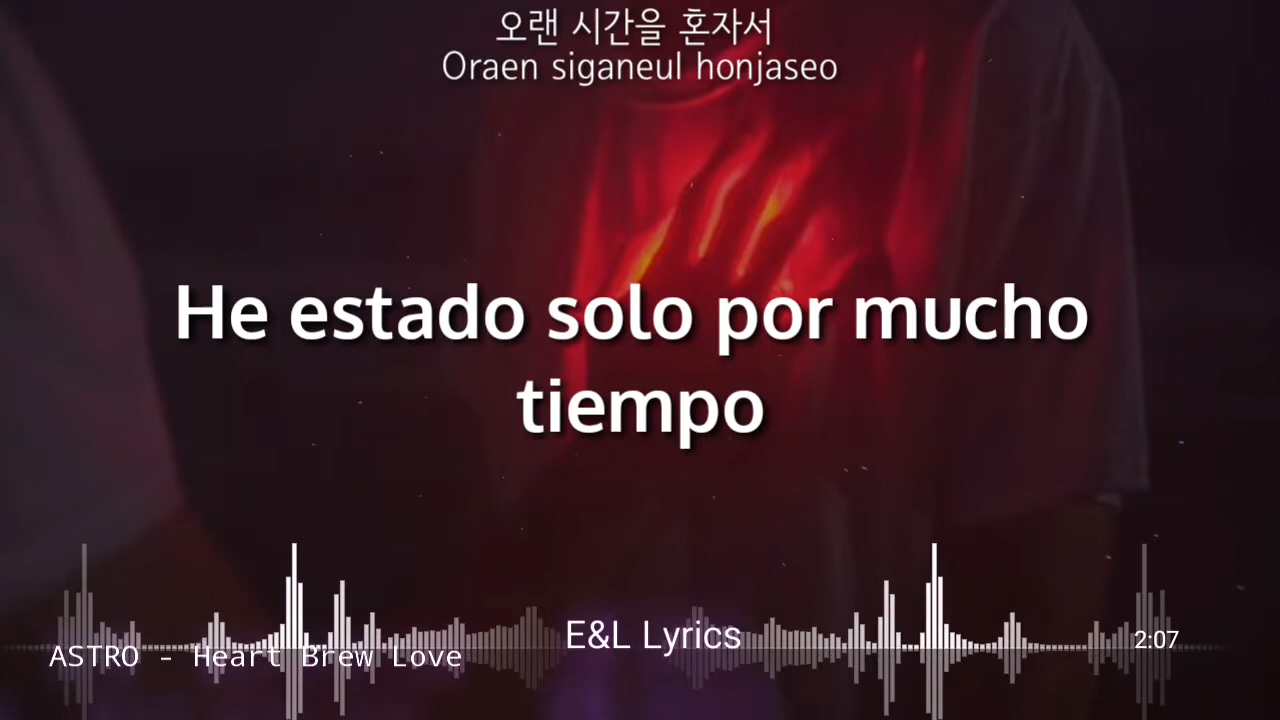 오랜 시간을 혼자서
Oraen siganeul honjaseo
He estado solo por mucho
tiempo
E&L Lyrics
2:07
ASTRO - Heart Brew Love